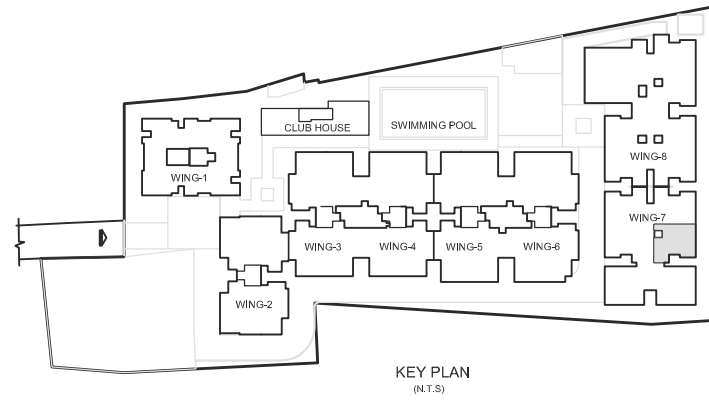 CLUB HOUSE
SWIMMING POOL
WING-1
WING-8
WING-7
WING-3
WING-4
WING-5
WING-6
WING-2
KEY PLAN
(N.T.S)